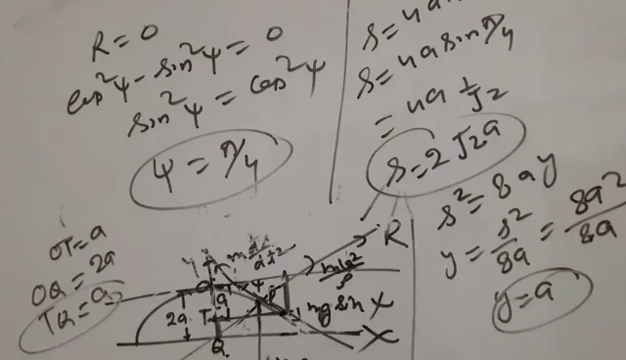 R = 0
cos²ψ - sin²ψ = 0
sin²ψ = cos²ψ
ψ = π/4
s = 4a
s = 4a sin π/4
= 4a 1/√2
s = 2√2a
s² = 8ay
y = s²/8a = 8a²/8a
y = a
OT = a
OQ = 2a
TQ = a
R
mv²/ρ
mg sin
X
2a
T
Q
X